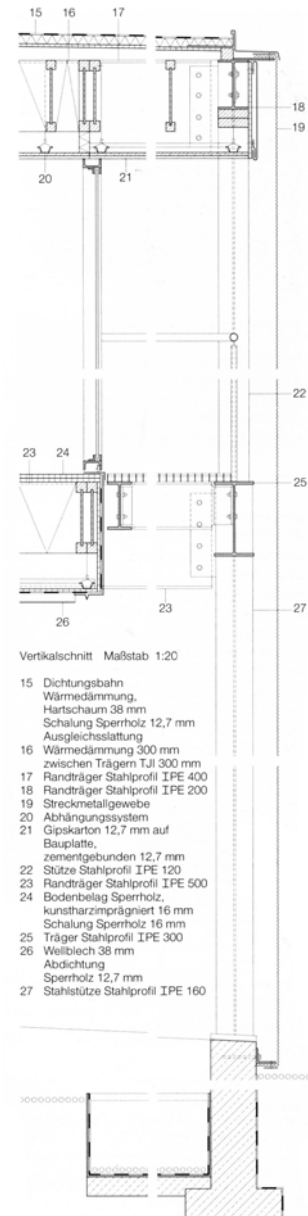 15 16 17
18
19
20 21
22
23 24
25
23
26
27
Vertikalschnitt Maßstab 1:20
15 Dichtungsbahn
Wärmedämmung,
Hartschaum 38 mm
Schalung Sperrholz 12,7 mm
Ausgleichsslattung
16 Wärmedämmung 300 mm
zwischen Trägern TJI 300 mm
17 Randträger Stahlprofil IPE 400
18 Randträger Stahlprofil IPE 200
19 Streckmetallgewebe
20 Abhängungssystem
21 Gipskarton 12,7 mm auf
Bauplatte,
zementgebunden 12,7 mm
22 Stütze Stahlprofil IPE 120
23 Randträger Stahlprofil IPE 500
24 Bodenbelag Sperrholz,
kunstharzimprägniert 16 mm
Schalung Sperrholz 16 mm
25 Träger Stahlprofil IPE 300
26 Wellblech 38 mm
Abdichtung
Sperrholz 12,7 mm
27 Stahlstütze Stahlprofil IPE 160